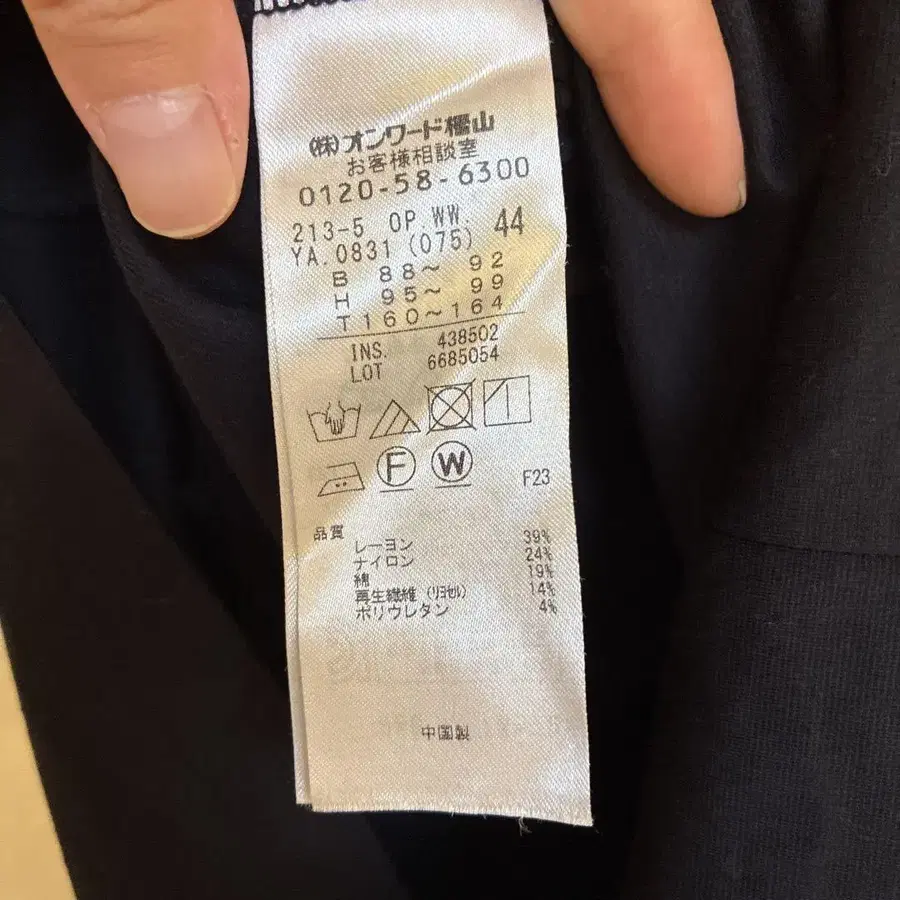 (株)オンワード樫山
お客様相談室
0120-58-6300
213-5 OP WW. 44
YA.0831 (075)
B 88～ 92
H 95～ 99
T160～164
INS. 438502
LOT 6685054
F W
F23
品質
レーヨン 39%
ナイロン 24%
綿 19%
再生繊維 (リヨセル) 14%
ポリウレタン 4%
中国製